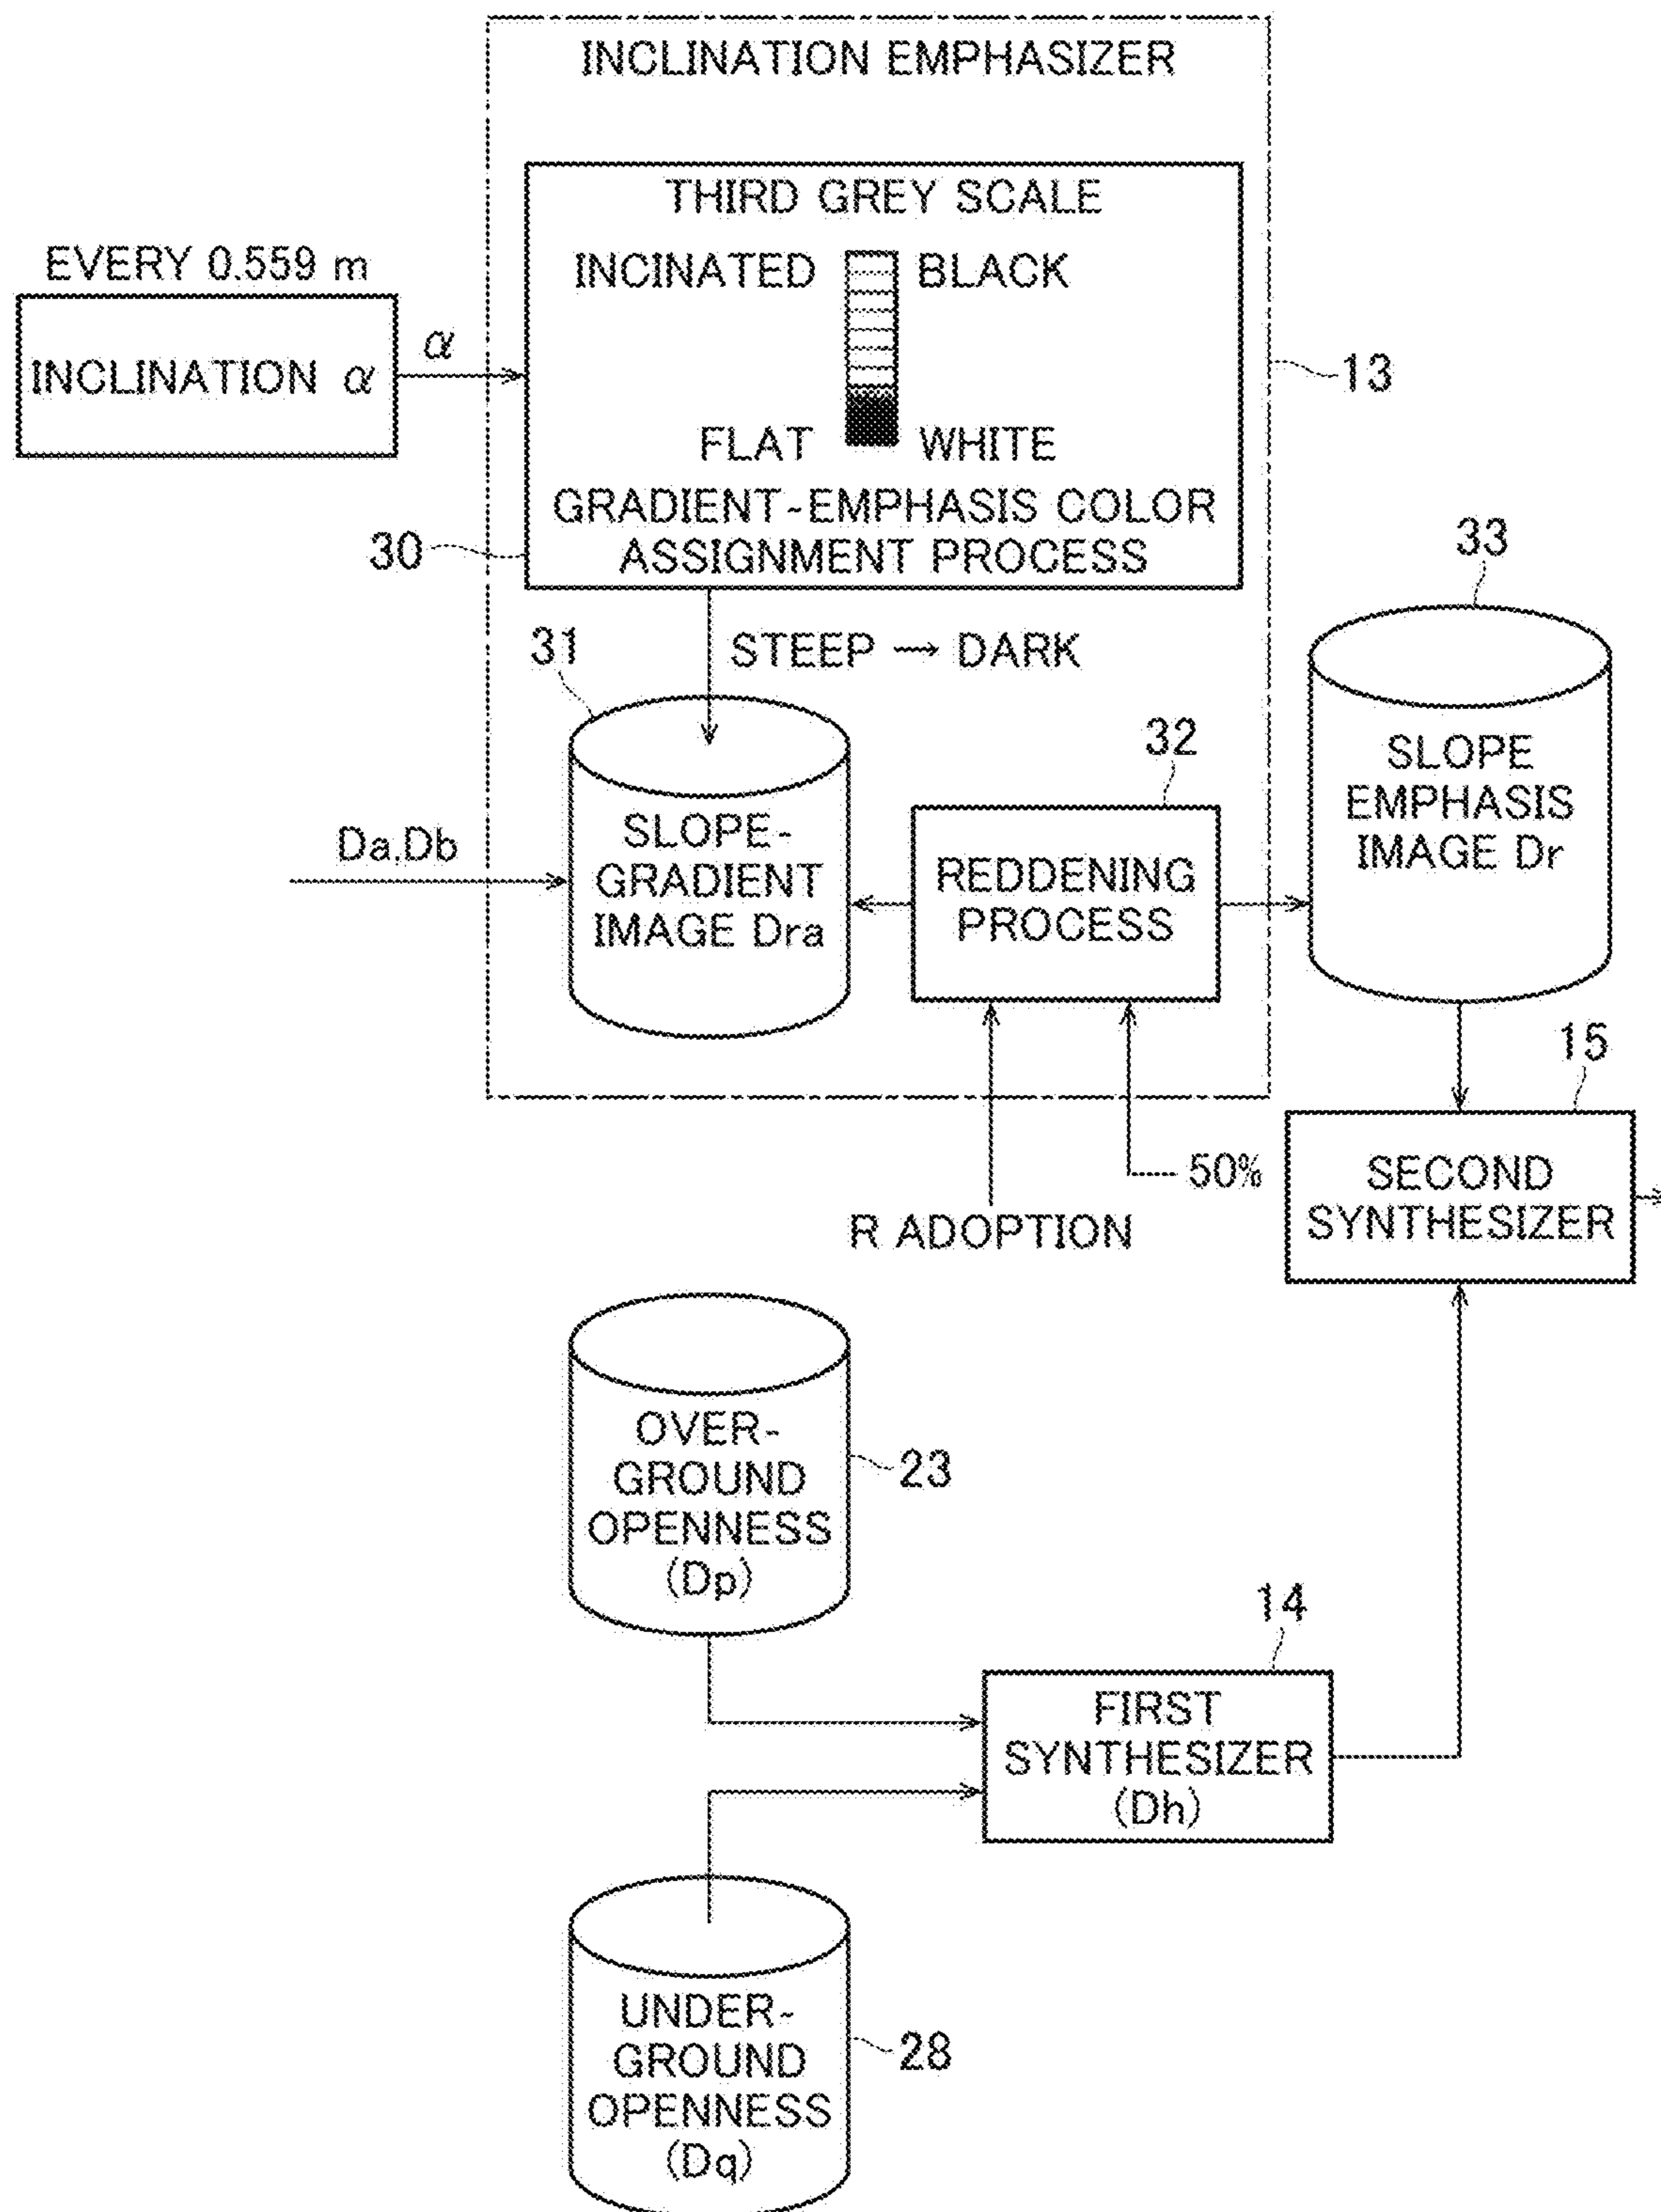 INCLINATION EMPHASIZER
THIRD GREY SCALE
EVERY 0.559 m
INCINATED
BLACK
INCLINATION α
α
13
FLAT
WHITE
GRADIENT-EMPHASIS COLOR
ASSIGNMENT PROCESS
30
33
31
STEEP → DARK
32
SLOPE
EMPHASIS
IMAGE Dr
Da,Db
SLOPE-
GRADIENT
IMAGE Dra
REDDENING
PROCESS
15
50%
R ADOPTION
SECOND
SYNTHESIZER
OVER-
GROUND
OPENNESS
(Dp)
23
14
FIRST
SYNTHESIZER
(Dh)
UNDER-
GROUND
OPENNESS
(Dq)
28